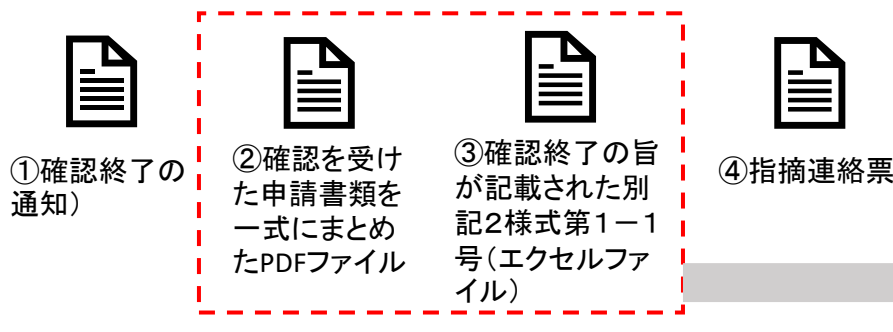 ①確認終了の
通知）
②確認を受け
た申請書類を
一式にまとめ
たPDFファイル
③確認終了の旨
が記載された別
記2様式第１－１
号（エクセルファ
イル）
④指摘連絡票